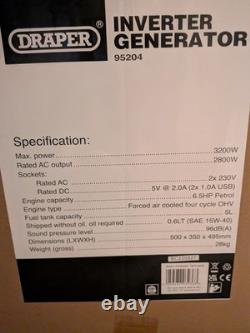 DRAPER
INVERTER
GENERATOR
95204
Specification:
Max. power 3200W
Rated AC output 2800W
Sockets:
Rated AC 2x 230V
Rated DC 5V @ 2.0A (2x 1.0A USB)
Engine capacity 6.5HP Petrol
Engine type Forced air cooled four cycle OHV
Fuel tank capacity 5L
Shipped without oil, oil required 0.6LT (SAE 15W-40)
Sound pressure level 96dB(A)
Dimensions (LXWXH) 500 x 350 x 495mm
Weight (gross) 28kg